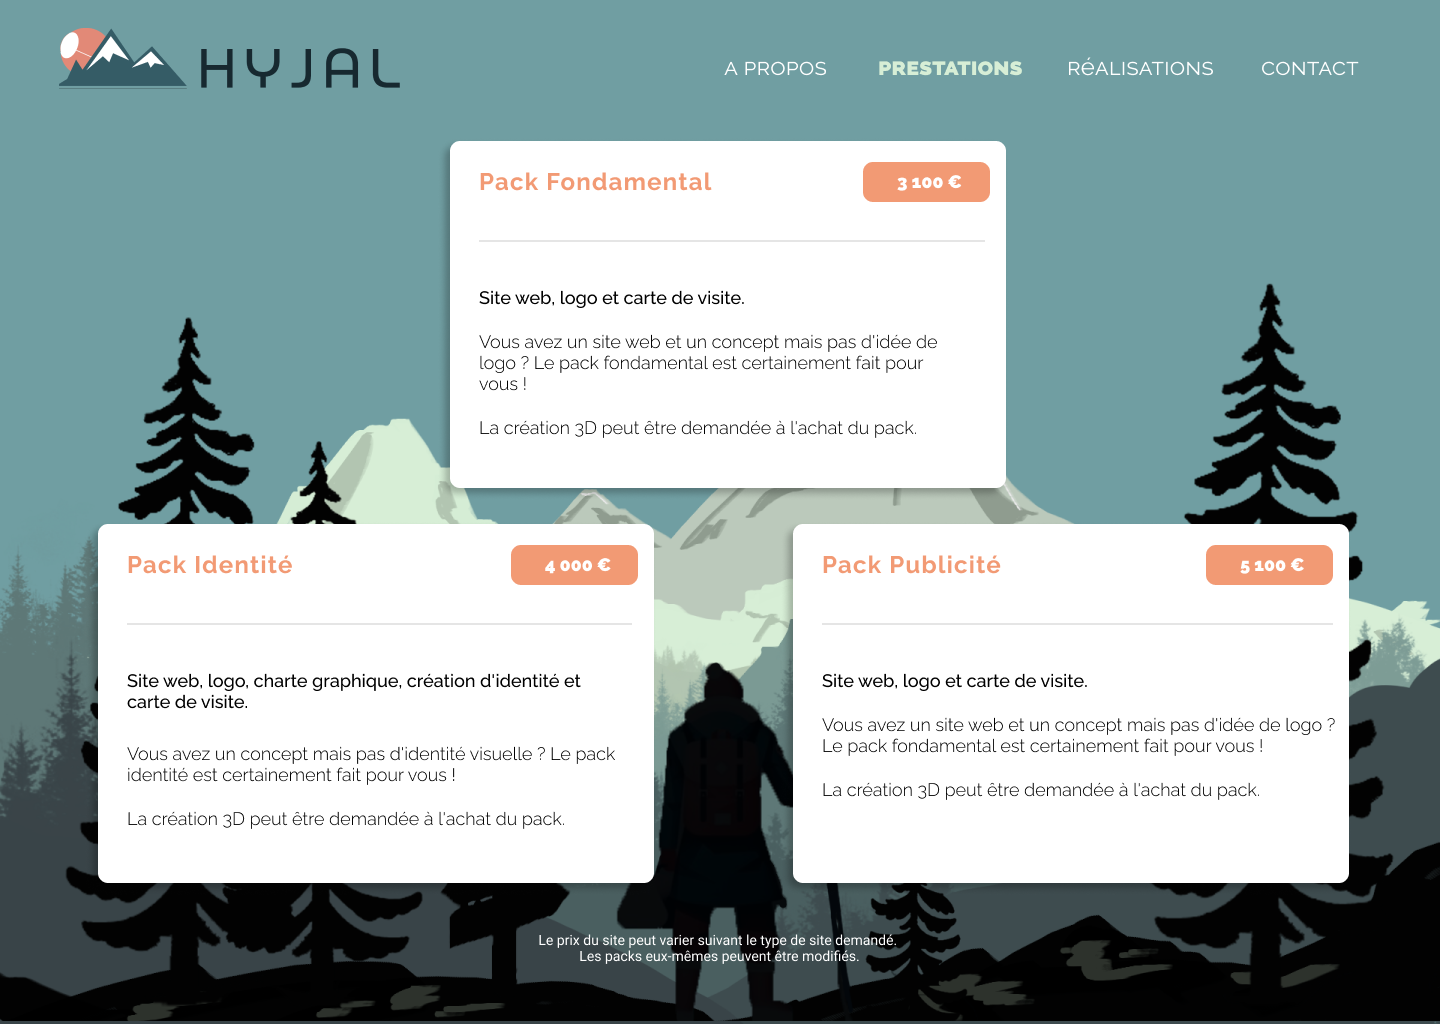 HYJAL
A PROPOS
PRESTATIONS
RéALISATIONS
CONTACT
Pack Fondamental
3 100 €
Site web, logo et carte de visite.
Vous avez un site web et un concept mais pas d'idée de
logo ? Le pack fondamental est certainement fait pour
vous !
La création 3D peut être demandée à l'achat du pack.
Pack Identité
4 000 €
Site web, logo, charte graphique, création d'identité et
carte de visite.
Vous avez un concept mais pas d'identité visuelle ? Le pack
identité est certainement fait pour vous !
La création 3D peut être demandée à l'achat du pack.
Pack Publicité
5 100 €
Site web, logo et carte de visite.
Vous avez un site web et un concept mais pas d'idée de logo ?
Le pack fondamental est certainement fait pour vous !
La création 3D peut être demandée à l'achat du pack.
Le prix du site peut varier suivant le type de site demandé.
Les packs eux-mêmes peuvent être modifiés.